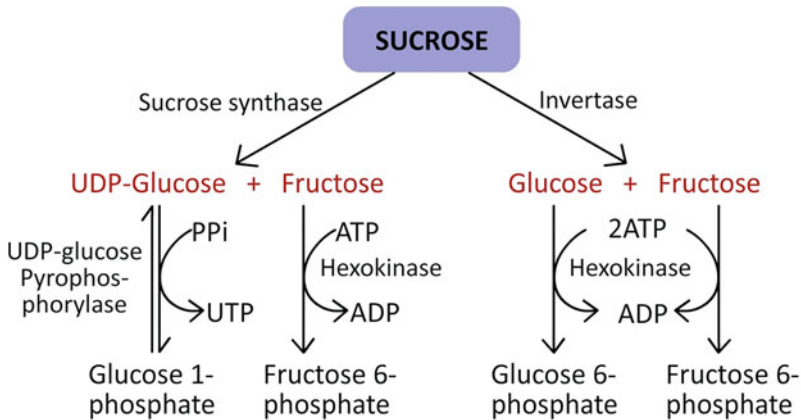 SUCROSE
Sucrose synthase
Invertase
UDP-Glucose + Fructose
Glucose + Fructose
UDP-glucose
Pyrophos-
phorylase
PPi
UTP
ATP
Hexokinase
ADP
2ATP
Hexokinase
ADP
Glucose 1-
phosphate
Fructose 6-
phosphate
Glucose 6-
phosphate
Fructose 6-
phosphate